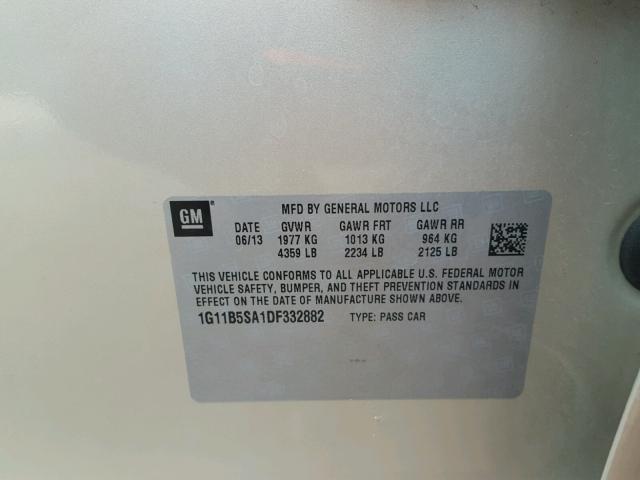 GM
MFD BY GENERAL MOTORS LLC
DATE GVWR GAWR FRT GAWR RR
06/13 1977 KG 1013 KG 964 KG
4359 LB 2234 LB 2125 LB
THIS VEHICLE CONFORMS TO ALL APPLICABLE U.S. FEDERAL MOTOR
VEHICLE SAFETY, BUMPER, AND THEFT PREVENTION STANDARDS IN
EFFECT ON THE DATE OF MANUFACTURE SHOWN ABOVE.
1G11B5SA1DF332882 TYPE: PASS CAR